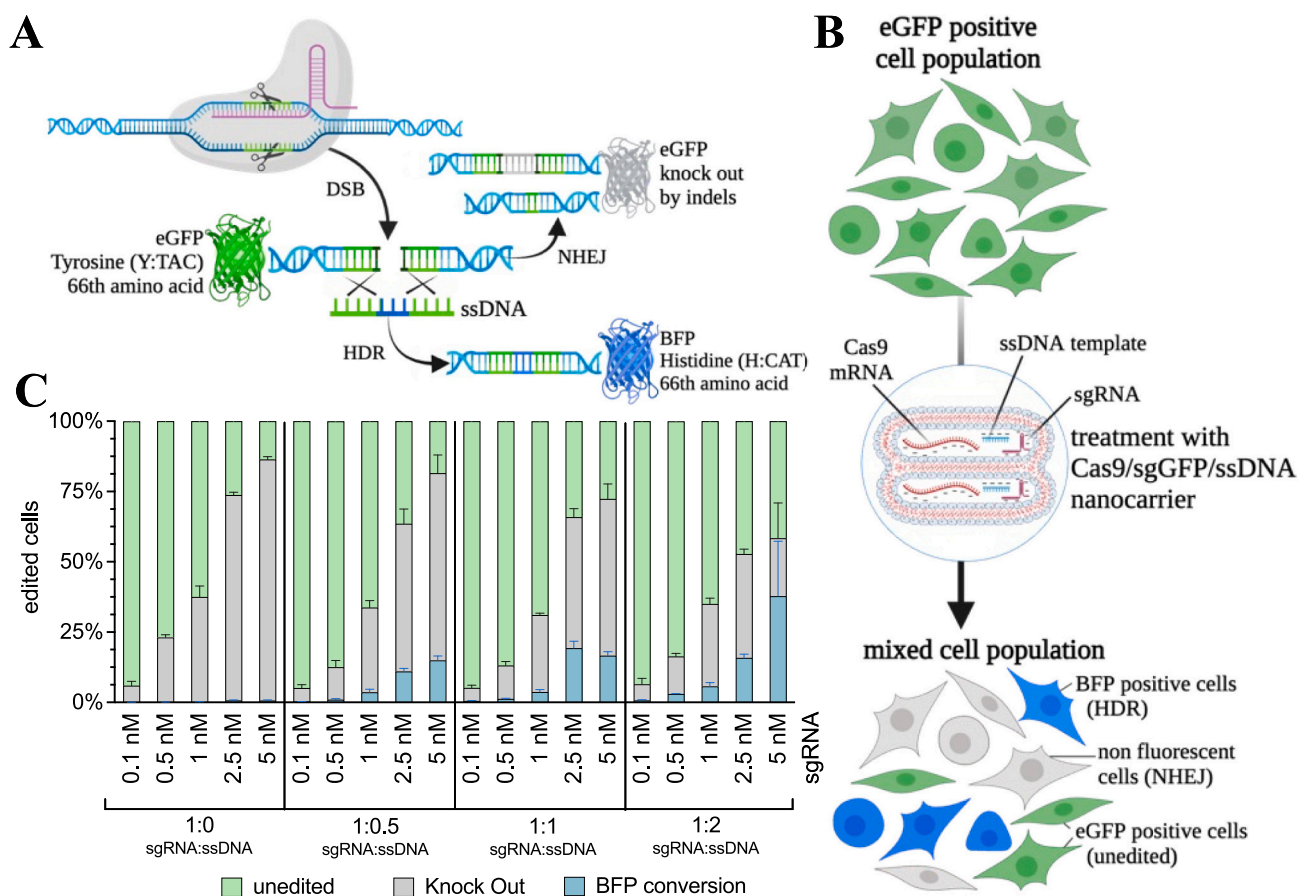 A
DSB
eGFP
Tyrosine (Y:TAC)
66th amino acid
eGFP
knock out
by indels
NHEJ
ssDNA
HDR
BFP
Histidine (H:CAT)
66th amino acid
B
eGFP positive
cell population
Cas9
mRNA
ssDNA template
sgRNA
treatment with
Cas9/sgGFP/ssDNA
nanocarrier
mixed cell population
BFP positive cells
(HDR)
non fluorescent
cells (NHEJ)
eGFP positive cells
(unedited)
C
edited cells
100%
75%
50%
25%
0%
0.1 nM 0.5 nM 1 nM 2.5 nM 5 nM 0.1 nM 0.5 nM 1 nM 2.5 nM 5 nM 0.1 nM 0.5 nM 1 nM 2.5 nM 5 nM 0.1 nM 0.5 nM 1 nM 2.5 nM 5 nM sgRNA
1:0 1:0.5 1:1 1:2
sgRNA:ssDNA sgRNA:ssDNA sgRNA:ssDNA sgRNA:ssDNA
unedited Knock Out BFP conversion